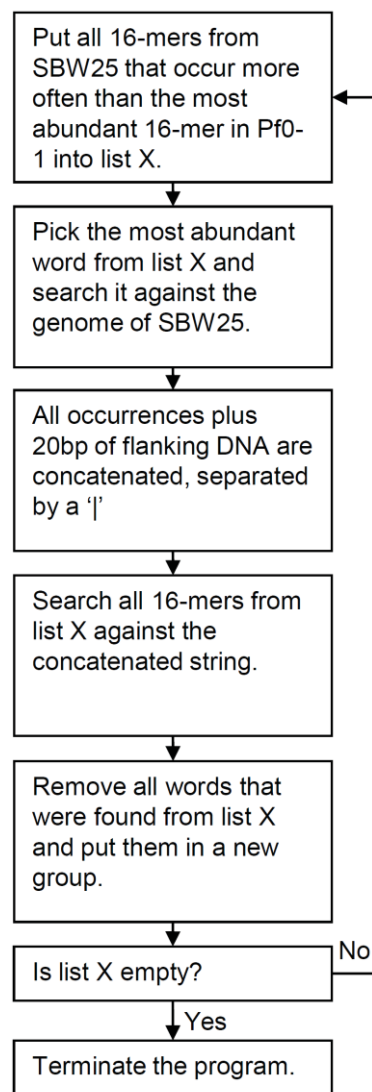 Put all 16-mers from
SBW25 that occur more
often than the most
abundant 16-mer in Pf0-
1 into list X.
Pick the most abundant
word from list X and
search it against the
genome of SBW25.
All occurrences plus
20bp of flanking DNA are
concatenated, separated
by a ‘|’
Search all 16-mers from
list X against the
concatenated string.
Remove all words that
were found from list X
and put them in a new
group.
Is list X empty?
No
Yes
Terminate the program.